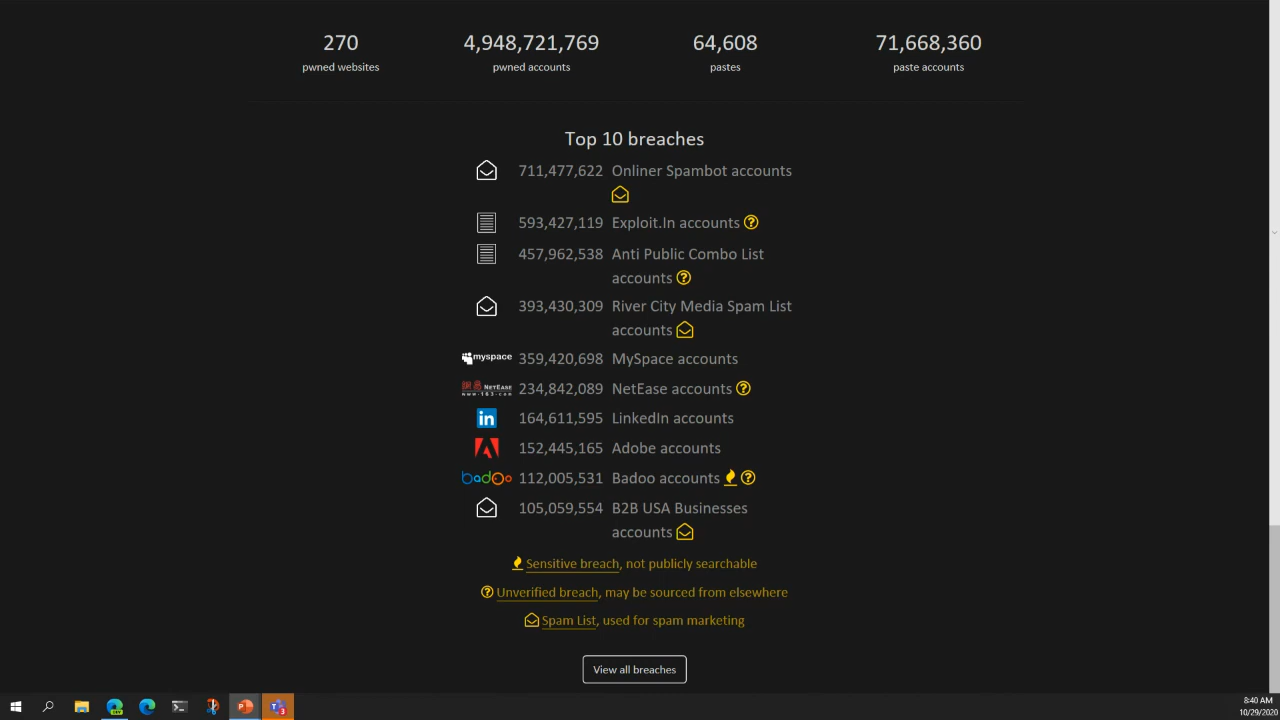 270
4,948,721,769
64,608
71,668,360
pwned websites
pwned accounts
pastes
paste accounts
Top 10 breaches
711,477,622 Onliner Spambot accounts
593,427,119 Exploit.In accounts
457,962,538 Anti Public Combo List
accounts
393,430,309 River City Media Spam List
accounts
myspace 359,420,698 MySpace accounts
NETEASE 234,842,089 NetEase accounts
www.163.com
in 164,611,595 LinkedIn accounts
152,445,165 Adobe accounts
badoo 112,005,531 Badoo accounts
105,059,554 B2B USA Businesses
accounts
Sensitive breach, not publicly searchable
Unverified breach, may be sourced from elsewhere
Spam List, used for spam marketing
View all breaches
8:40 AM
10/29/2020